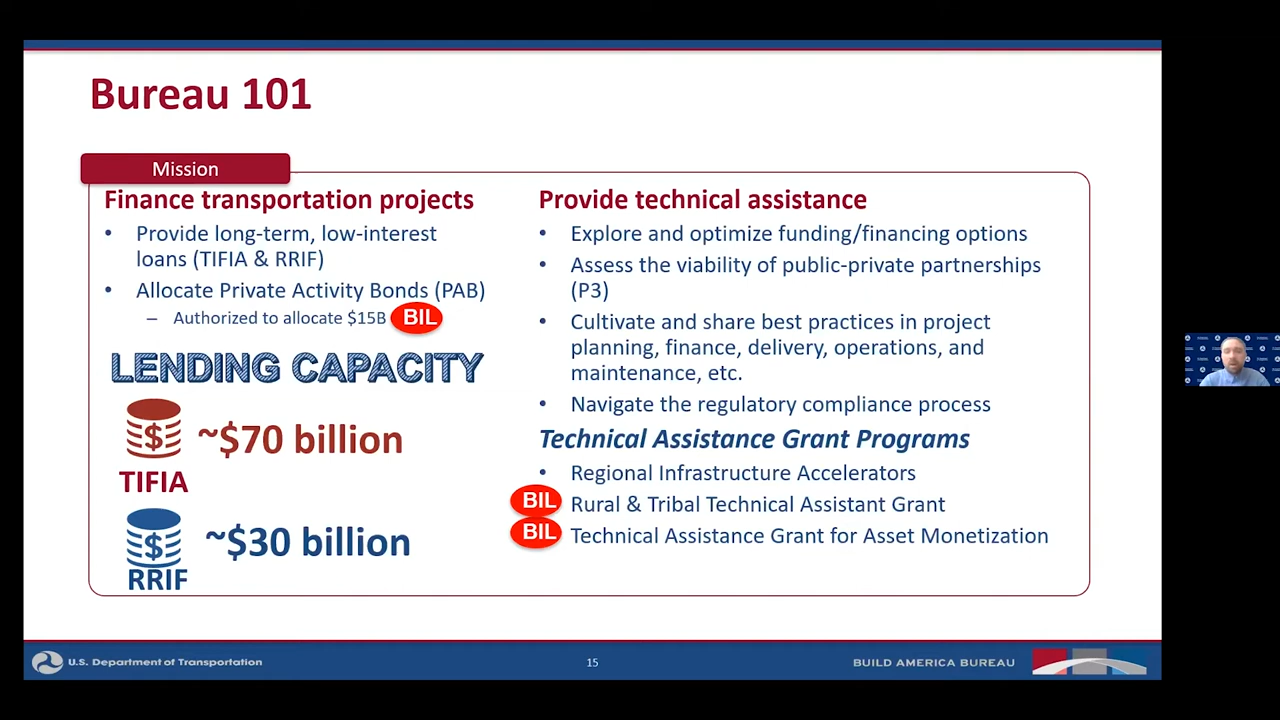 Bureau 101
Mission
Finance transportation projects
• Provide long-term, low-interest
loans (TIFIA & RRIF)
• Allocate Private Activity Bonds (PAB)
– Authorized to allocate $15B BIL
LENDING CAPACITY
$ ~$70 billion
TIFIA
$ ~$30 billion
RRIF
Provide technical assistance
• Explore and optimize funding/financing options
• Assess the viability of public-private partnerships
(P3)
• Cultivate and share best practices in project
planning, finance, delivery, operations, and
maintenance, etc.
• Navigate the regulatory compliance process
Technical Assistance Grant Programs
• Regional Infrastructure Accelerators
BIL Rural & Tribal Technical Assistant Grant
BIL Technical Assistance Grant for Asset Monetization
U.S. Department of Transportation
15
BUILD AMERICA BUREAU